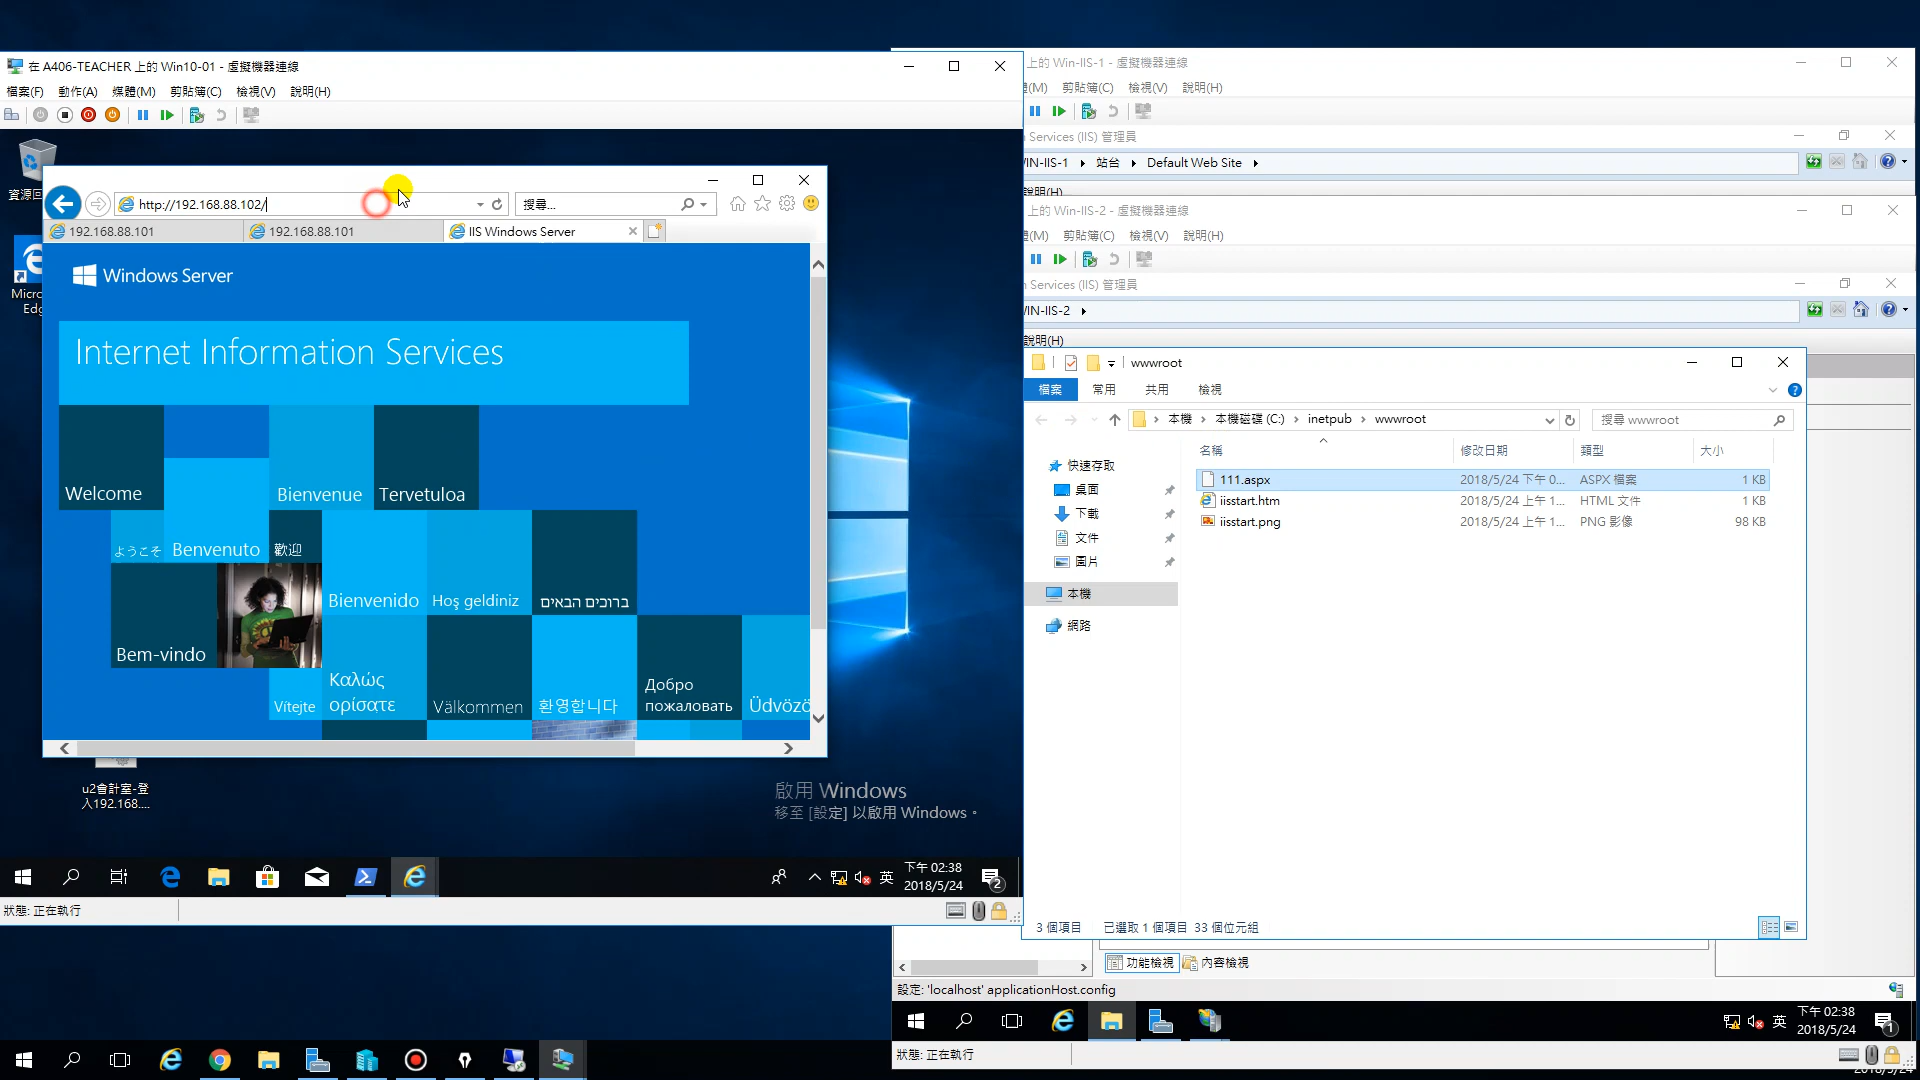 在 A406-TEACHER 上的 Win10-01 - 虛擬機器連線
檔案(F) 動作(A) 媒體(M) 剪貼簿(C) 檢視(V) 說明(H)
Micro
Edg
http://192.168.88.102/
搜尋...
192.168.88.101
192.168.88.101
IIS Windows Server
Windows Server
Internet Information Services
Welcome
Bienvenue
Tervetuloa
ようこそ
Benvenuto
歡迎
Bienvenido
Hoş geldiniz
ברוכים הבאים
Bem-vindo
Vítejte
Καλώς
ορίσατε
Välkommen
환영합니다
Добро
пожаловать
Üdvözö
u2會計室-登
入192.168....
啟用 Windows
移至 [設定] 以啟用 Windows。
英
下午 02:38
2018/5/24
2
狀態: 正在執行
上的 Win-IIS-1 - 虛擬機器連線
(M) 剪貼簿(C) 檢視(V) 說明(H)
Services (IIS) 管理員
IN-IIS-1 站台 Default Web Site
說明(H)
上的 Win-IIS-2 - 虛擬機器連線
(M) 剪貼簿(C) 檢視(V) 說明(H)
Services (IIS) 管理員
IN-IIS-2
說明(H)
wwwroot
檔案 常用 共用 檢視
本機 本機磁碟 (C:) inetpub wwwroot
搜尋 wwwroot
名稱 修改日期 類型 大小
快速存取
桌面
下載
文件
圖片
本機
網路
111.aspx 2018/5/24 下午 0... ASPX 檔案 1 KB
iisstart.htm 2018/5/24 上午 1... HTML 文件 1 KB
iisstart.png 2018/5/24 上午 1... PNG 影像 98 KB
3 個項目 已選取 1 個項目 33 個位元組
功能檢視 內容檢視
設定: 'localhost' applicationHost.config
英
下午 02:38
2018/5/24
1
狀態: 正在執行